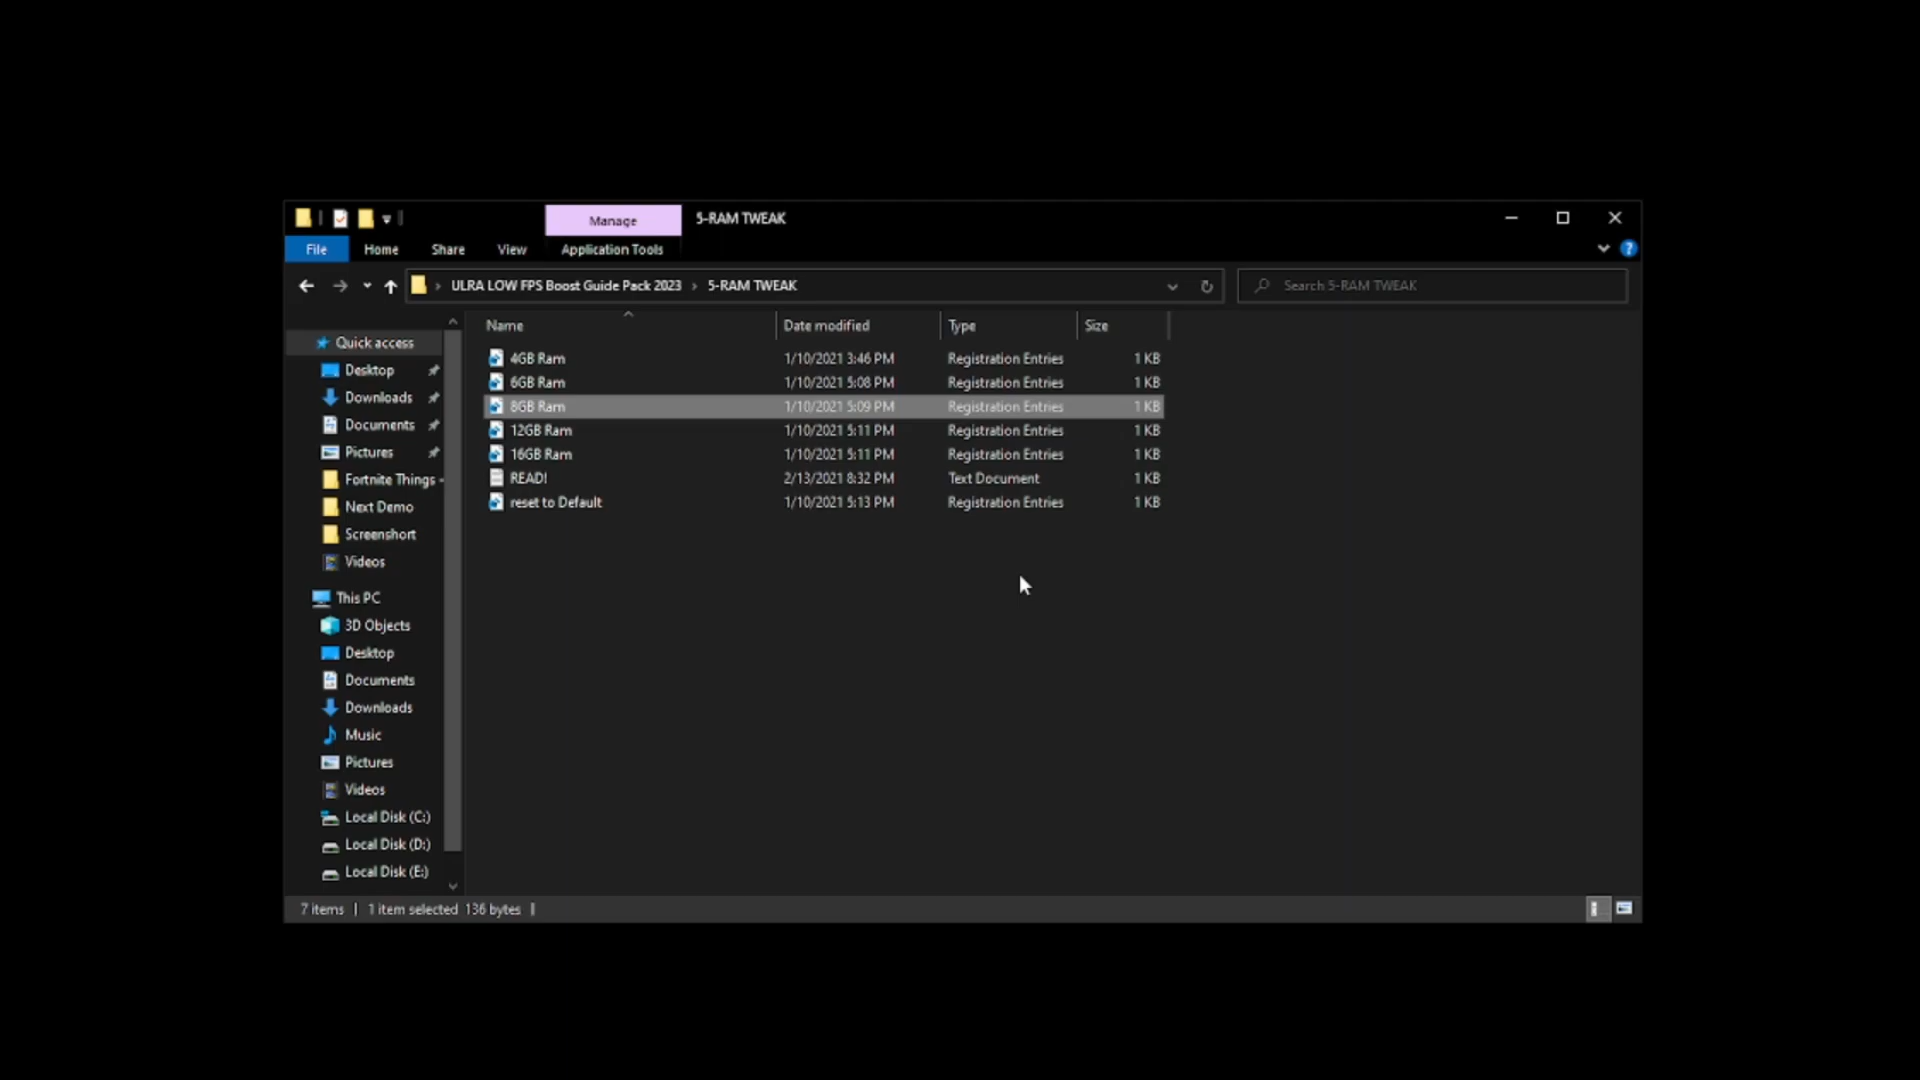 Manage
5-RAM TWEAK
File
Home
Share
View
Application Tools
?
ULRA LOW FPS Boost Guide Pack 2023 › 5-RAM TWEAK
Search 5-RAM TWEAK
Name
Date modified
Type
Size
4GB Ram 1/10/2021 3:46 PM Registration Entries 1 KB
6GB Ram 1/10/2021 5:08 PM Registration Entries 1 KB
8GB Ram 1/10/2021 5:09 PM Registration Entries 1 KB
12GB Ram 1/10/2021 5:11 PM Registration Entries 1 KB
16GB Ram 1/10/2021 5:11 PM Registration Entries 1 KB
READ! 2/13/2021 8:32 PM Text Document 1 KB
reset to Default 1/10/2021 5:13 PM Registration Entries 1 KB
Quick access
Desktop
Downloads
Documents
Pictures
Fortnite Things -
Next Demo
Screenshort
Videos
This PC
3D Objects
Desktop
Documents
Downloads
Music
Pictures
Videos
Local Disk (C:)
Local Disk (D:)
Local Disk (E:)
7 items | 1 item selected 136 bytes |